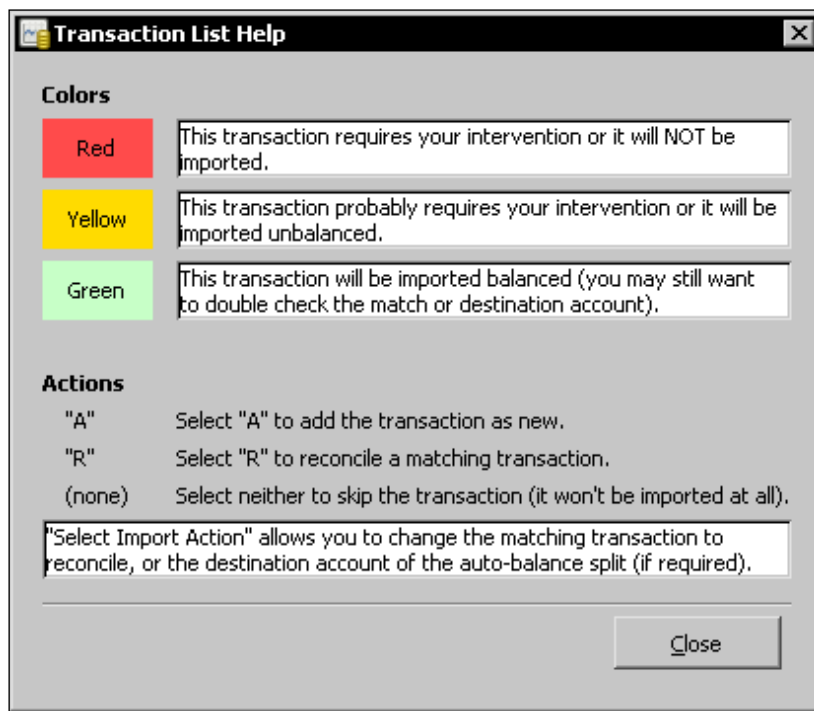 Transaction List Help
Colors
Red
This transaction requires your intervention or it will NOT be
imported.
Yellow
This transaction probably requires your intervention or it will be
imported unbalanced.
Green
This transaction will be imported balanced (you may still want
to double check the match or destination account).
Actions
"A" Select "A" to add the transaction as new.
"R" Select "R" to reconcile a matching transaction.
(none) Select neither to skip the transaction (it won't be imported at all).
"Select Import Action" allows you to change the matching transaction to
reconcile, or the destination account of the auto-balance split (if required).
Close